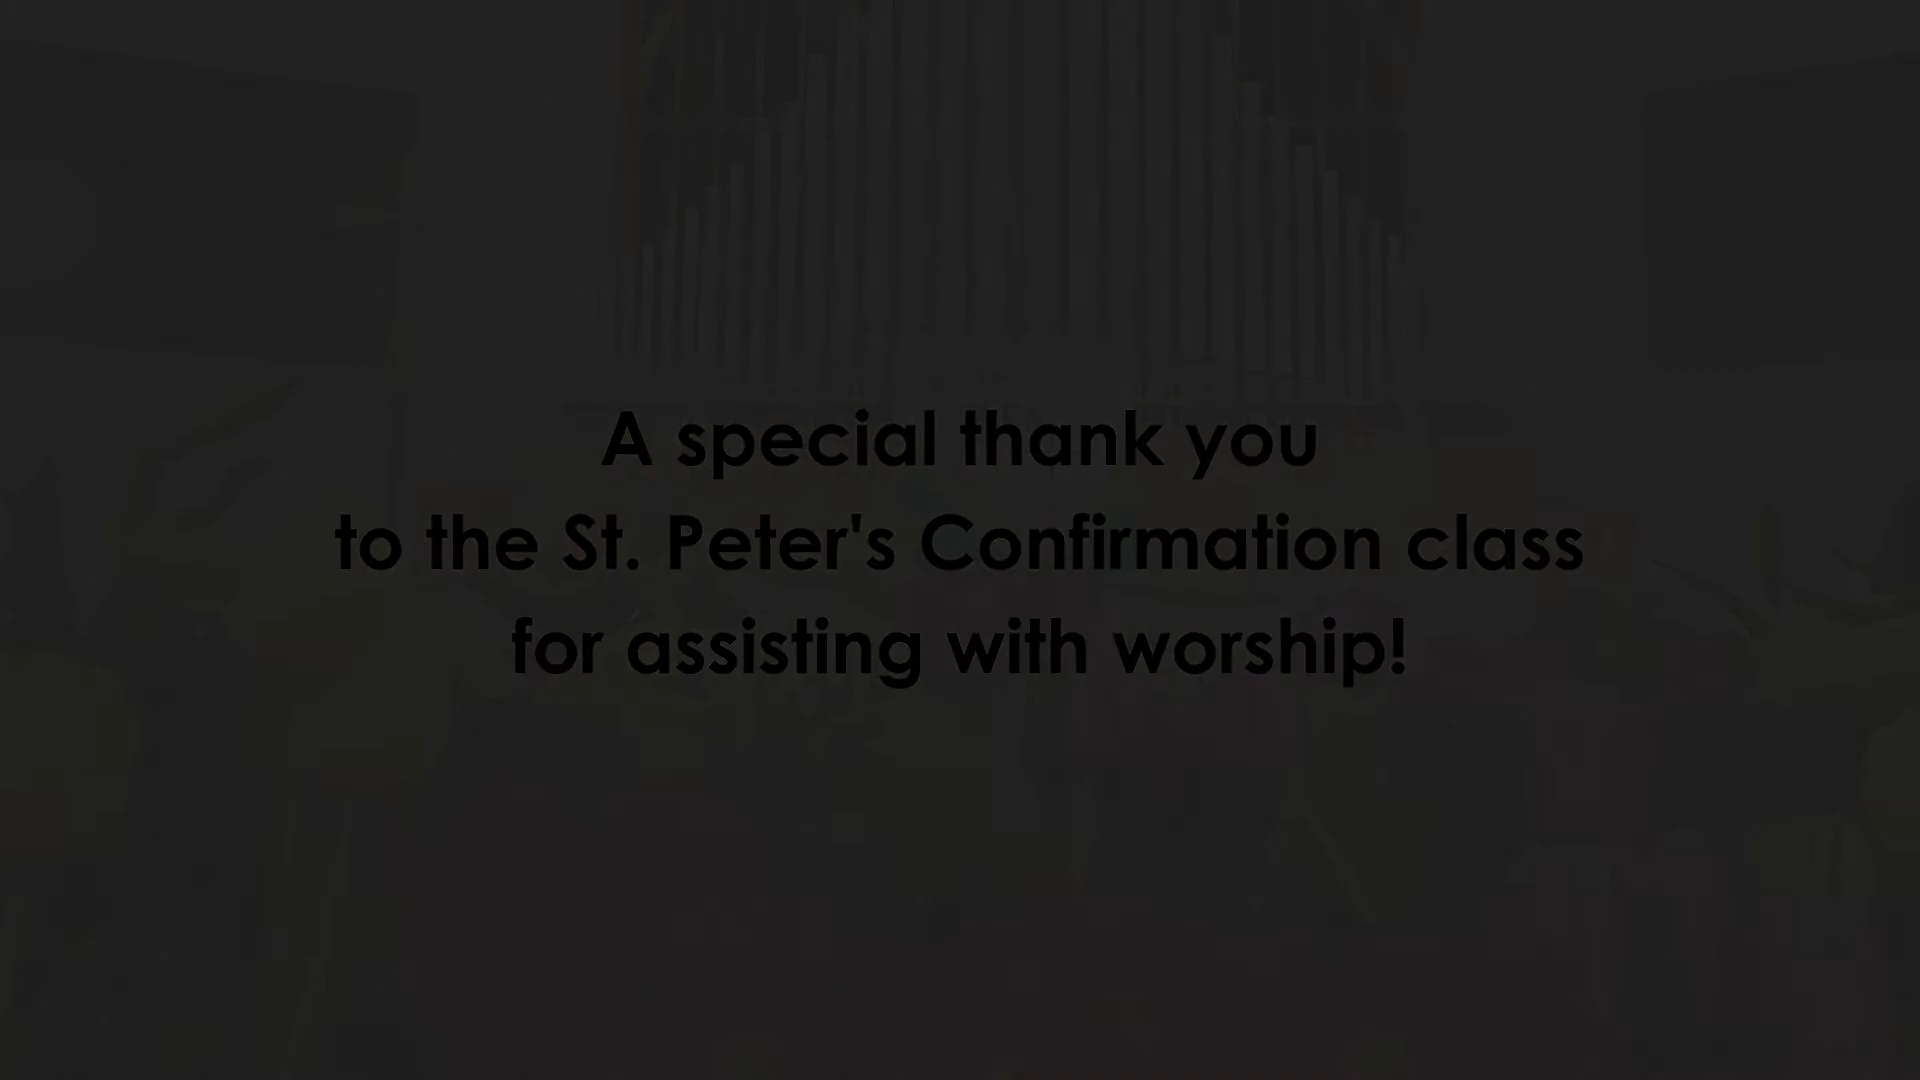 A special thank you
to the St. Peter's Confirmation class
for assisting with worship!